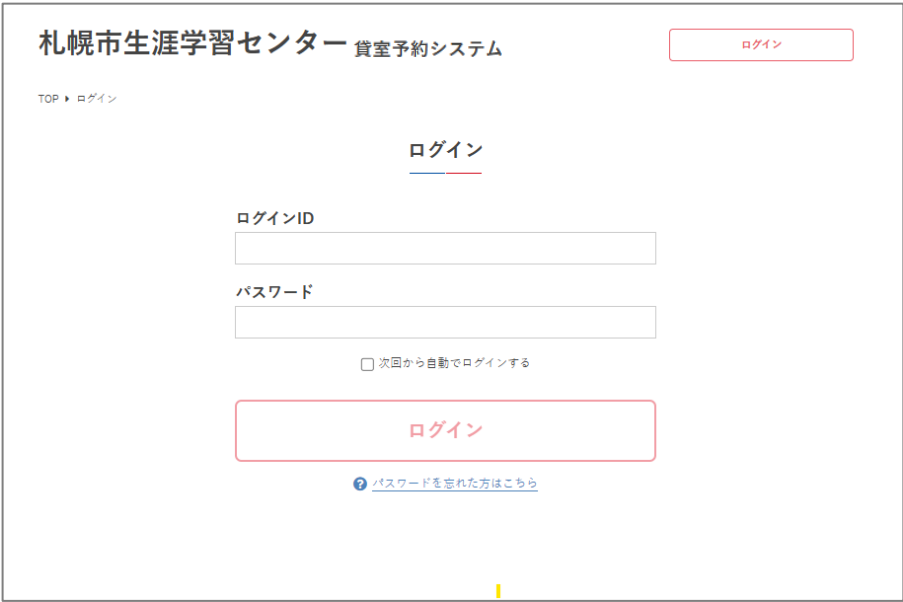 札幌市生涯学習センター 貸室予約システム
ログイン
TOP ログイン
ログイン
ログインID
パスワード
次回から自動でログインする
ログイン
? パスワードを忘れた方はこちら